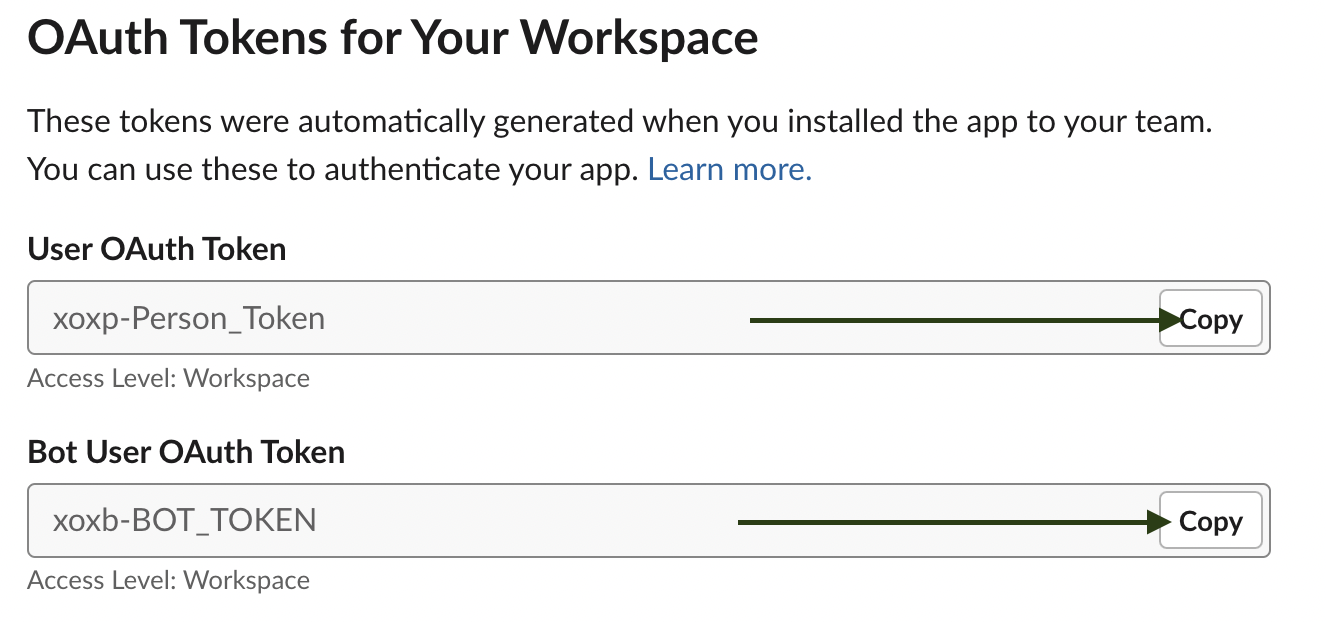 OAuth Tokens for Your Workspace
These tokens were automatically generated when you installed the app to your team.
You can use these to authenticate your app. Learn more.
User OAuth Token
xoxp-Person_Token
Copy
Access Level: Workspace
Bot User OAuth Token
xoxb-BOT_TOKEN
Copy
Access Level: Workspace